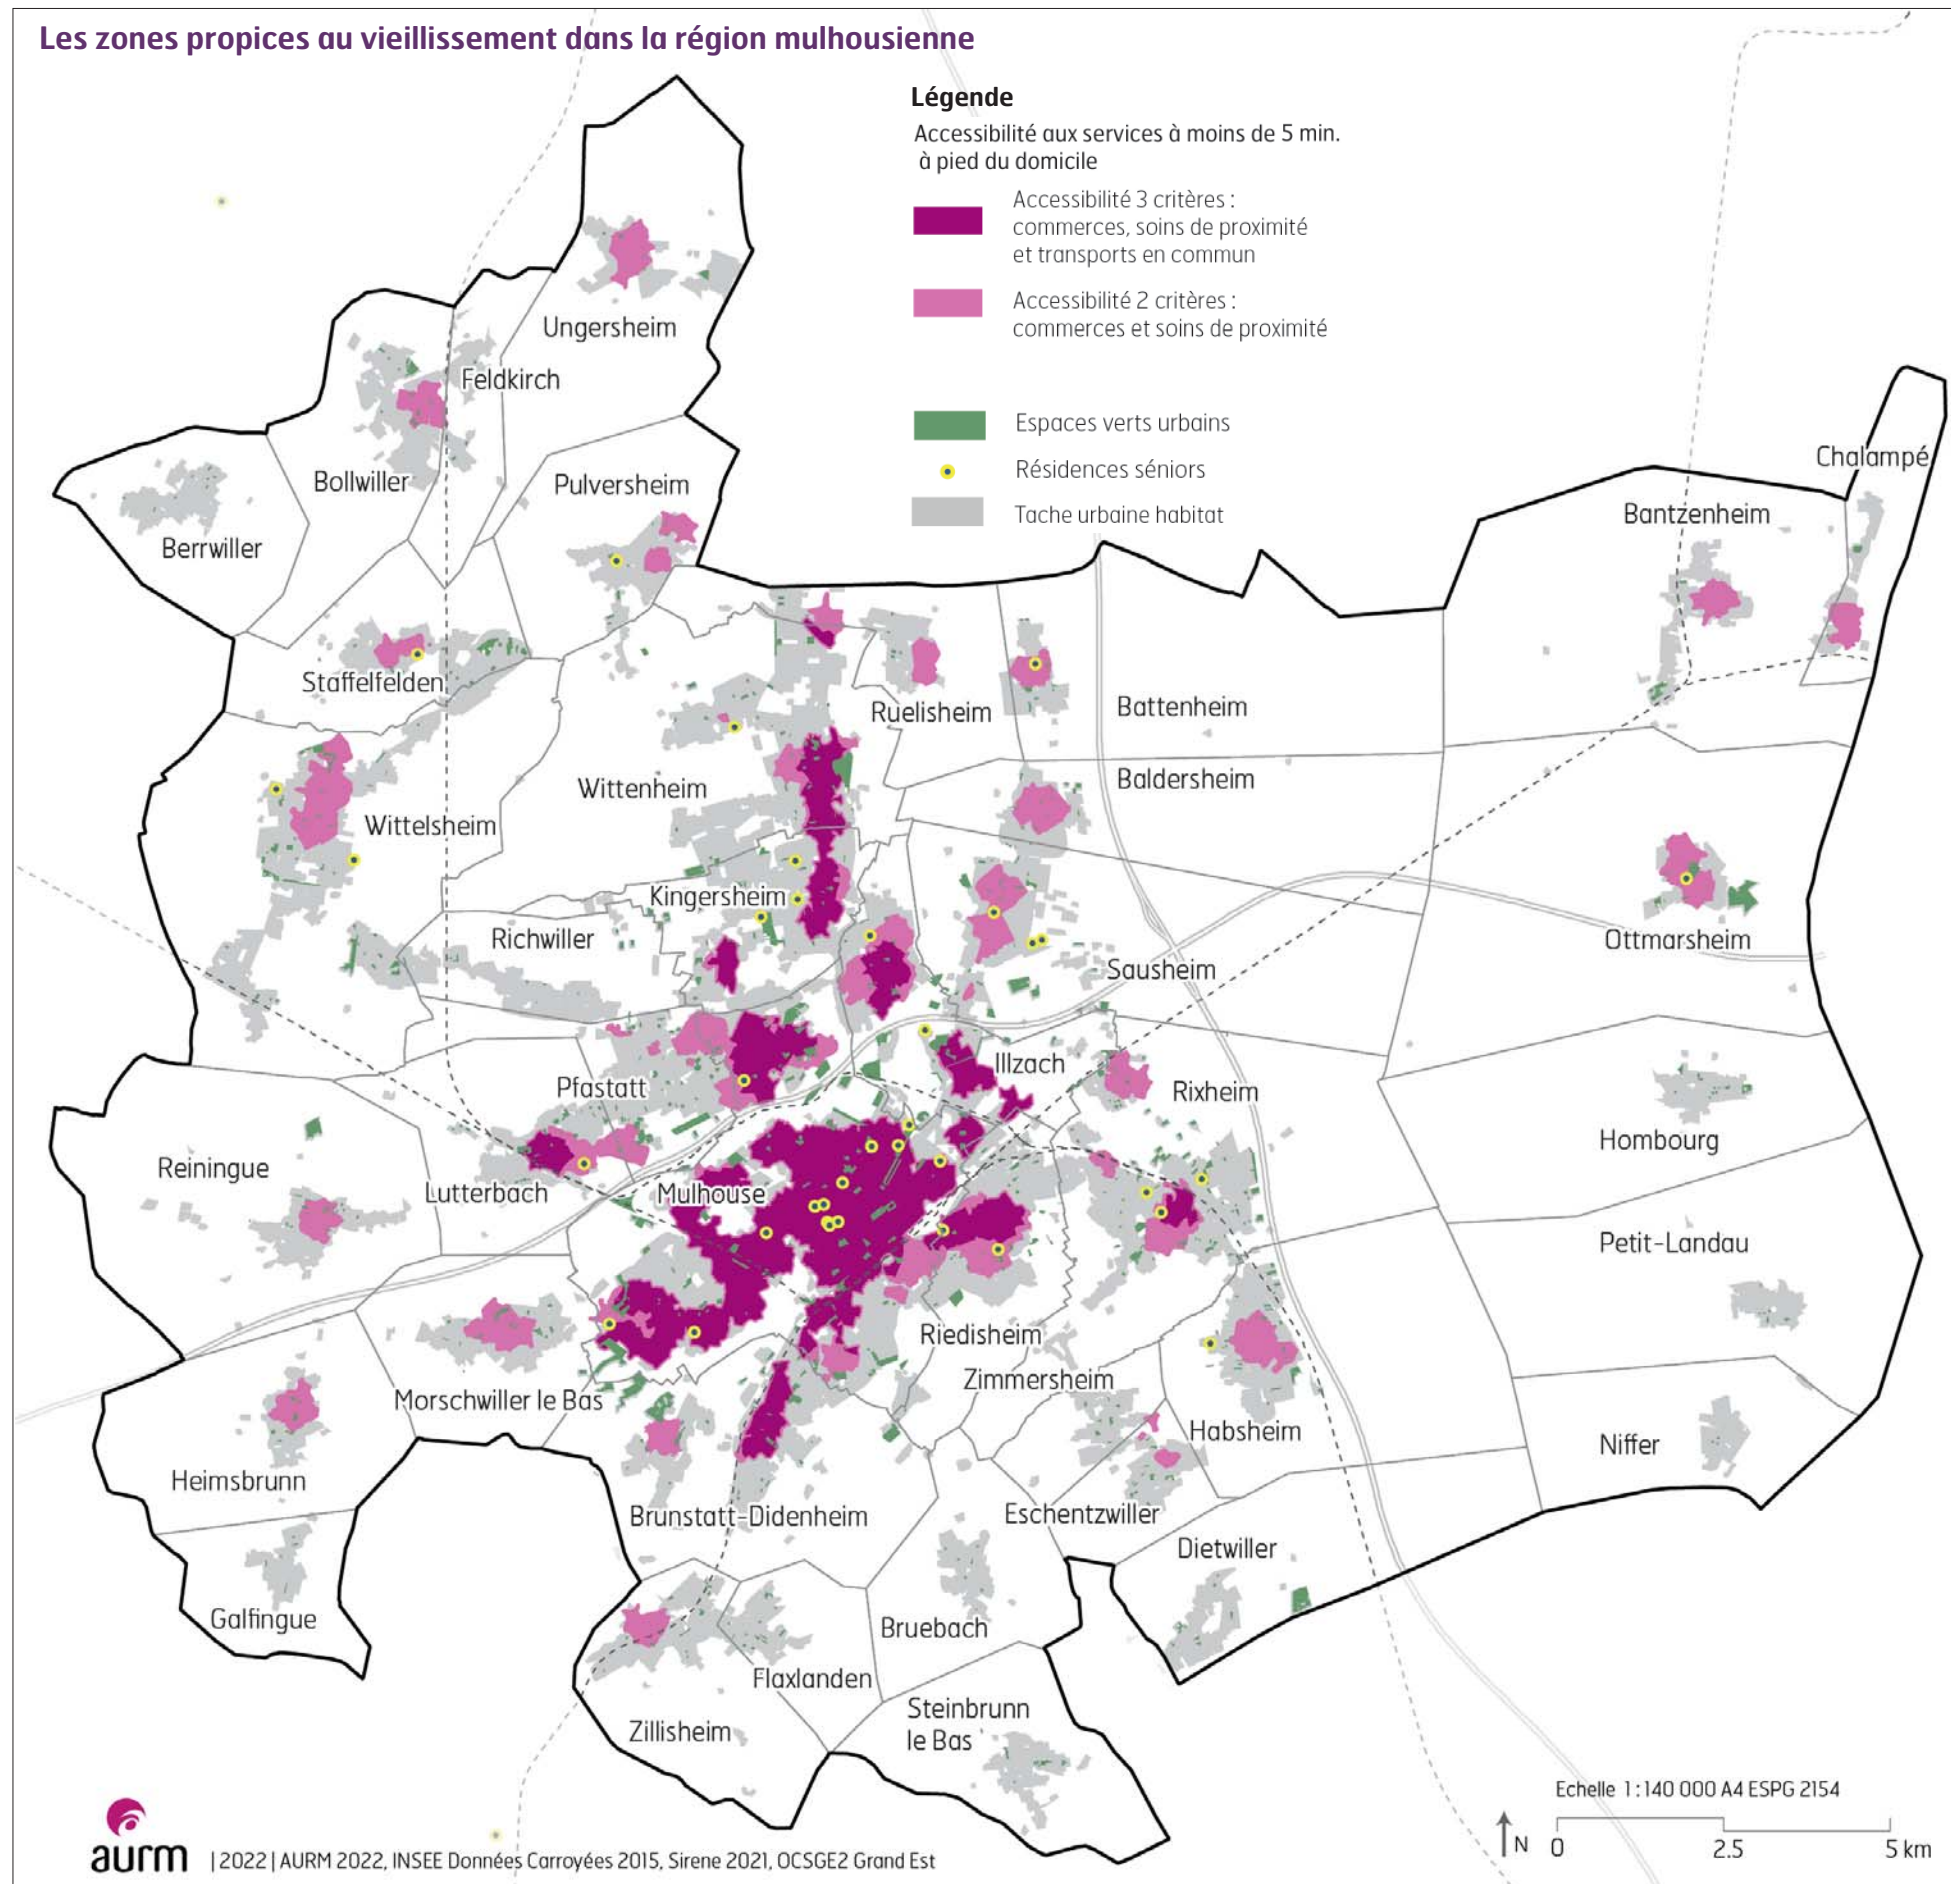 Les zones propices au vieillissement dans la région mulhousienne
Légende
Accessibilité aux services à moins de 5 min.
à pied du domicile
Accessibilité 3 critères :
commerces, soins de proximité
et transports en commun
Accessibilité 2 critères :
commerces et soins de proximité
Espaces verts urbains
Résidences séniors
Tache urbaine habitat
Ungersheim
Feldkirch
Bollwiller
Pulversheim
Berrwiller
Chalampé
Bantzenheim
Staffelfelden
Ruelisheim
Battenheim
Wittenheim
Baldersheim
Wittelsheim
Kingersheim
Richwiller
Ottmarsheim
Sausheim
Illzach
Pfastatt
Rixheim
Hombourg
Reiningue
Lutterbach
Mulhouse
Petit-Landau
Riedisheim
Zimmersheim
Morschwiller le Bas
Habsheim
Niffer
Heimsbrunn
Brunstatt-Didenheim
Eschentzwiller
Dietwiller
Galfingue
Bruebach
Flaxlanden
Steinbrunn
le Bas
Zillisheim
Echelle 1:140 000 A4 ESPG 2154
N 0 2.5 5 km
aurm | 2022 | AURM 2022, INSEE Données Carroyées 2015, Sirene 2021, OCSGE2 Grand Est